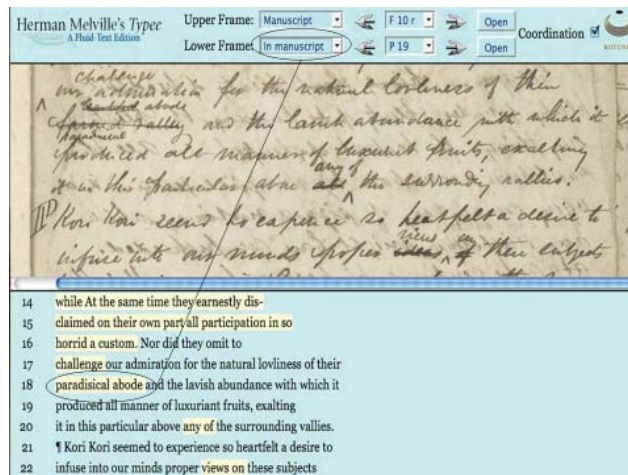 Herman Melville's Typee
A Fluid-Text Edition
Upper Frame: Manuscript F 10 r Open
Lower Frame: In manuscript P 19 Open
Coordination
challenge
our admiration for the natural loveliness of their
beautiful abode
valley and the lavish abundance with which it
paradisical
produced all manner of luxuriant fruits, exalting
any of
it in this particular above all the surrounding vallies.
Kori Kori seemd to experience so heartfelt a desire to
views on
infuse into our minds proper ideas of these subjects
14 while At the same time they earnestly dis-
15 claimed on their own part all participation in so
16 horrid a custom. Nor did they omit to
17 challenge our admiration for the natural lovliness of their
18 paradisical abode and the lavish abundance with which it
19 produced all manner of luxuriant fruits, exalting
20 it in this particular above any of the surrounding vallies.
21 ¶ Kori Kori seemed to experience so heartfelt a desire to
22 infuse into our minds proper views on these subjects